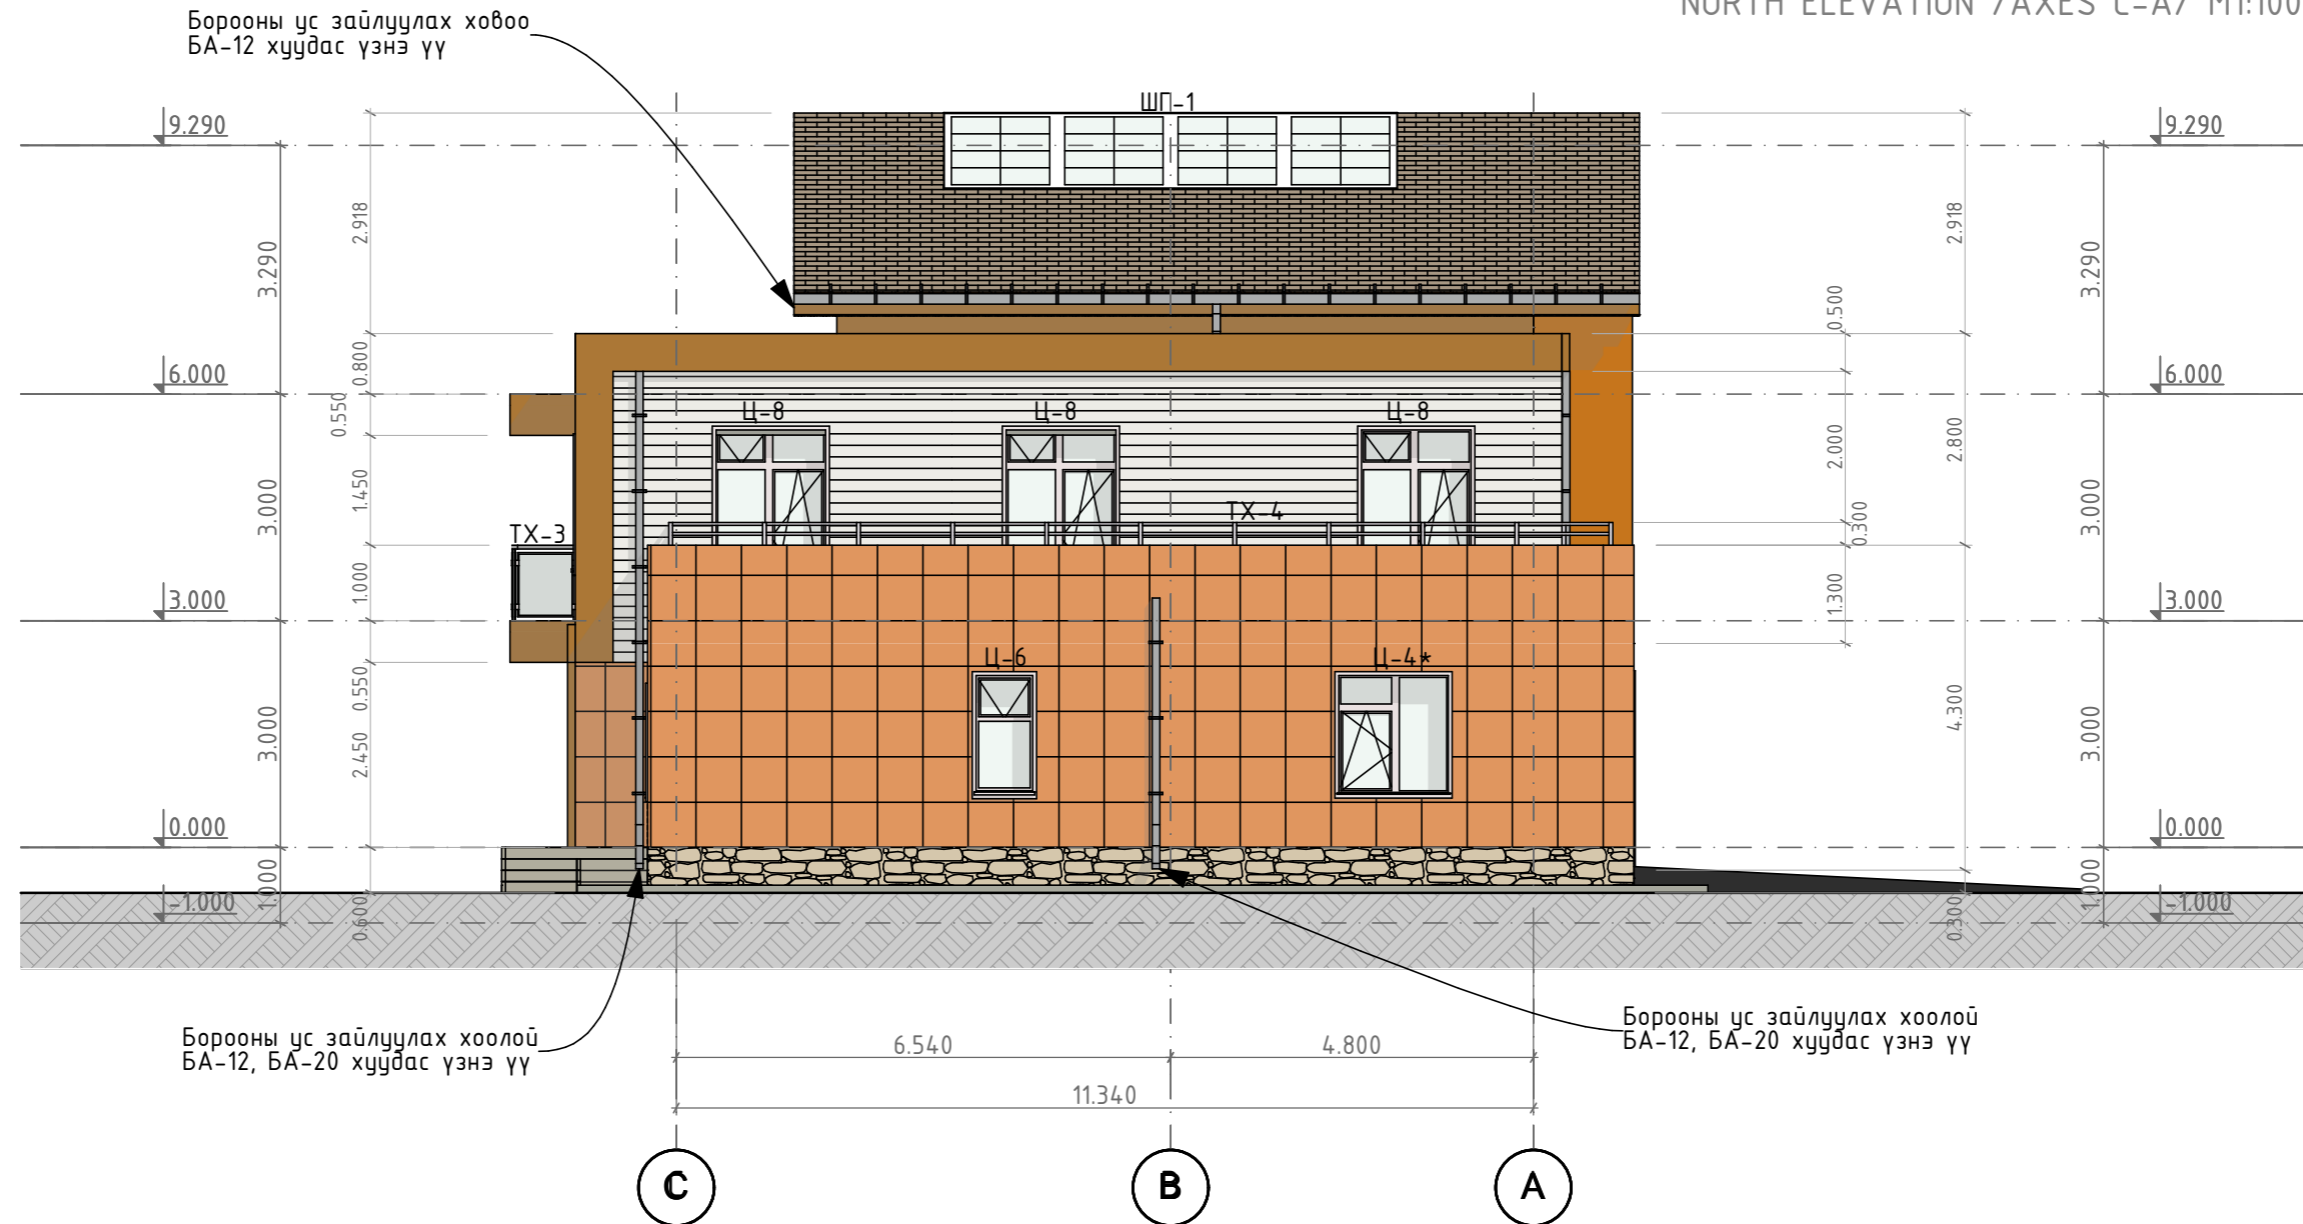 NORTH ELEVATION /AXES C-A/ M1:100
Борооны ус зайлуулах ховоо
БА-12 хуудас үзнэ үү
ШП-1
9.290
9.290
2.918
2.918
3.290
3.290
0.500
0.800
6.000
6.000
0.550
Ц-8
Ц-8
Ц-8
2.000
2.800
1.450
3.000
3.000
ТХ-4
0.300
ТХ-3
1.000
1.300
3.000
3.000
Ц-6
Ц-4*
0.550
4.300
3.000
3.000
2.450
0.000
0.000
1.000
1.000
-1.000
-1.000
0.600
0.300
Борооны ус зайлуулах хоолой
БА-12, БА-20 хуудас үзнэ үү
Борооны ус зайлуулах хоолой
БА-12, БА-20 хуудас үзнэ үү
6.540
4.800
11.340
C
B
A